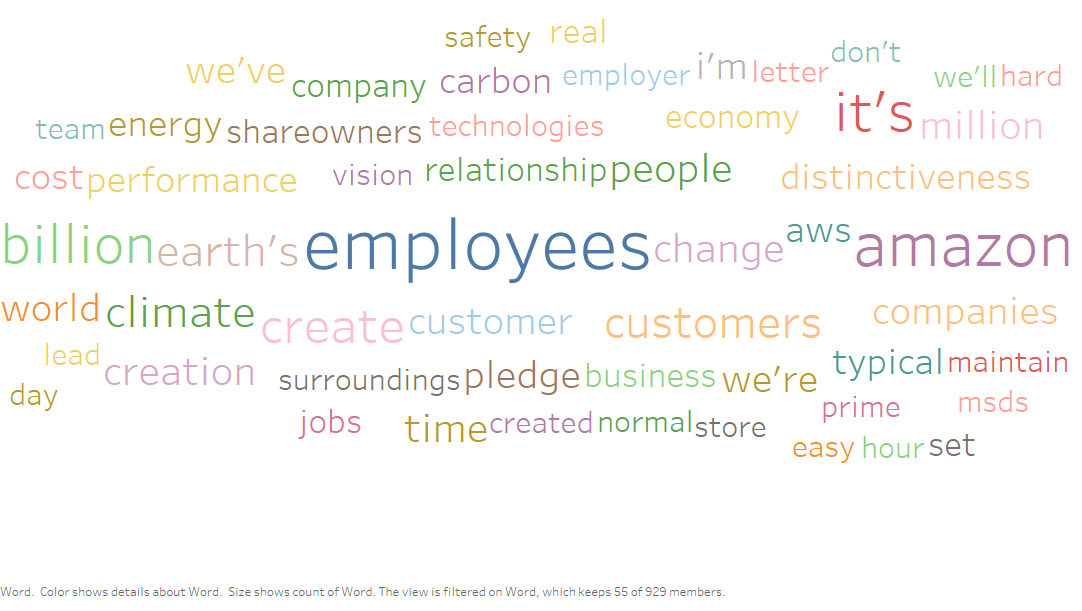 safety real
we've company carbon employer i'm letter don't we'll hard
team energy shareowners technologies economy it's million
cost performance vision relationship people distinctiveness
billion earth's employees change aws amazon
world climate create customer customers companies
lead creation surroundings pledge business we're typical maintain
day jobs time created normal store prime msds
easy hour set
Word. Color shows details about Word. Size shows count of Word. The view is filtered on Word, which keeps 55 of 929 members.